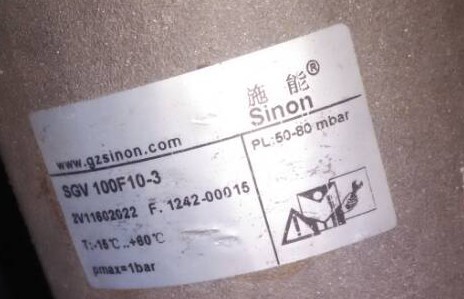 施能®
Sinon
www.gzsinon.com
PL:50-80 mbar
SGV 100F10-3
2V11602022 F. 1242-00015
T:-15℃..+60℃
pmax=1bar